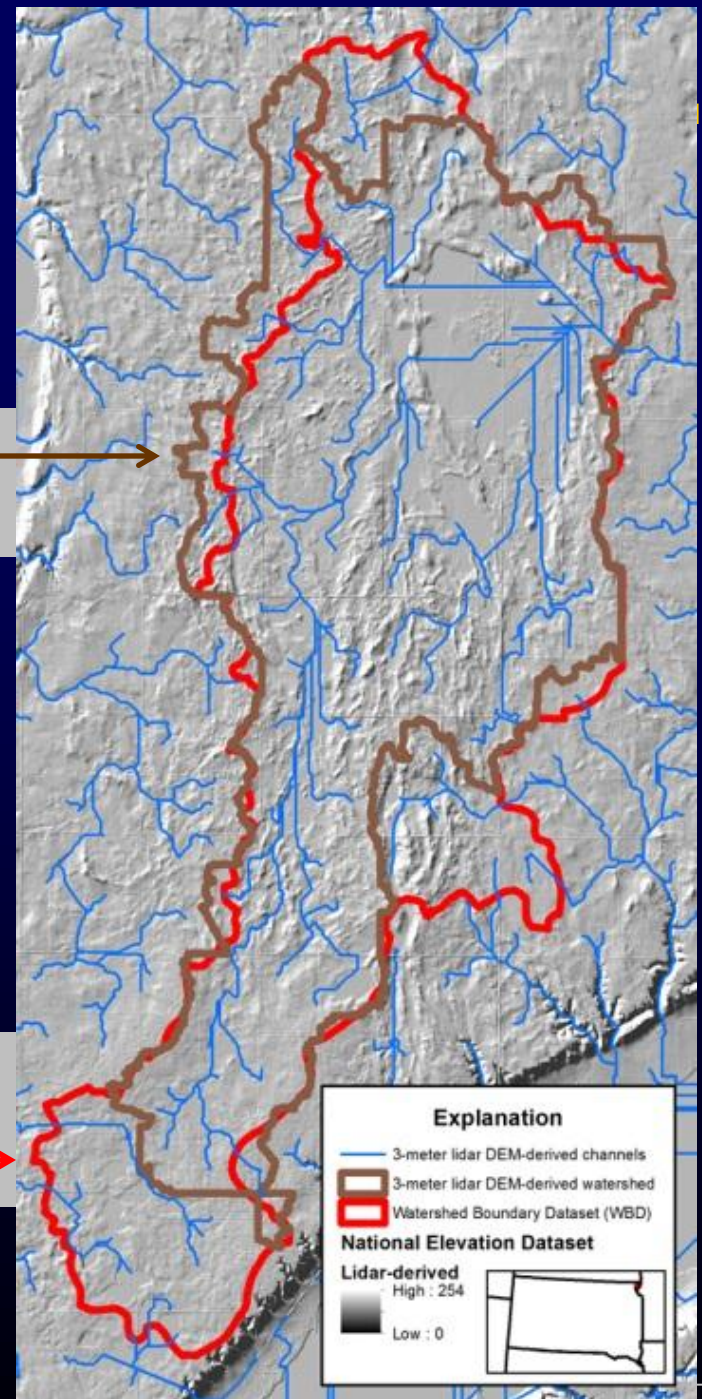 Explanation
3-meter lidar DEM-derived channels
3-meter lidar DEM-derived watershed
Watershed Boundary Dataset (WBD)
National Elevation Dataset
Lidar-derived
High : 254
Low : 0